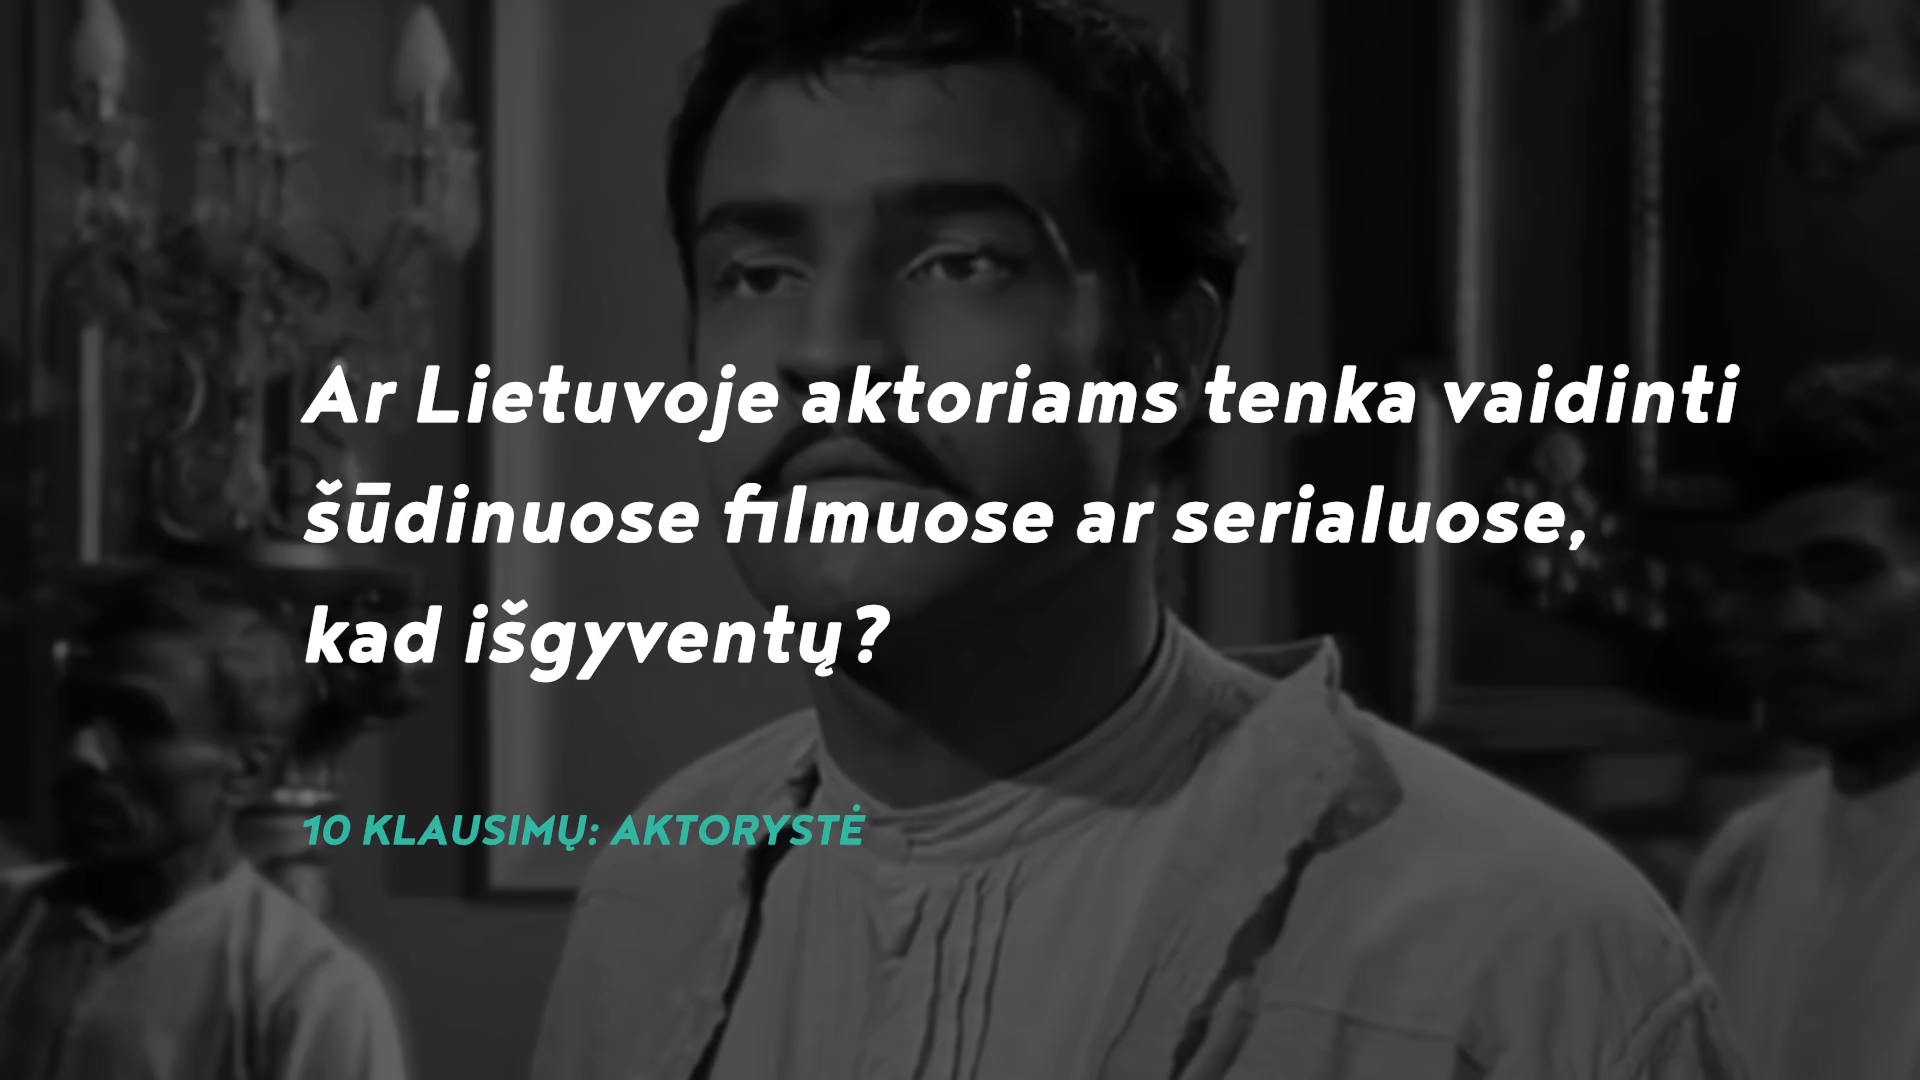 Ar Lietuvoje aktoriams tenka vaidinti
šūdinuose filmuose ar serialuose,
kad išgyventų?
10 KLAUSIMŲ: AKTORYSTĖ